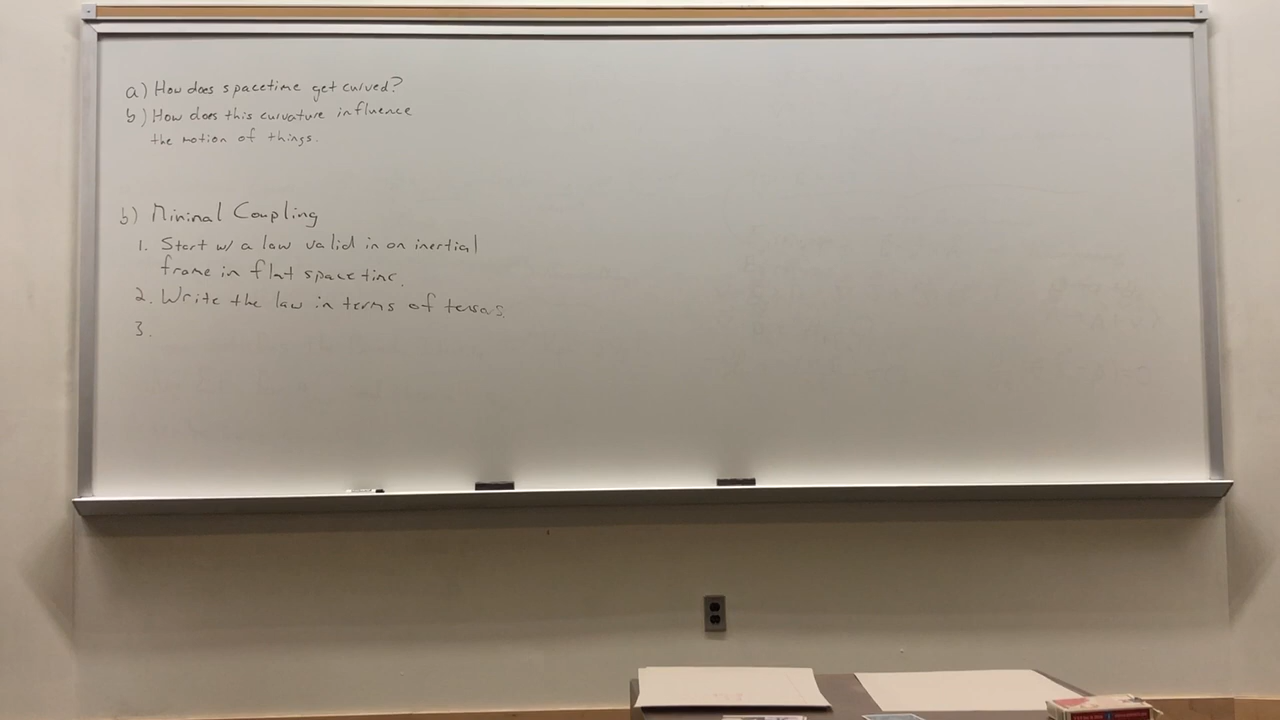 a) How does spacetime get curved?
b) How does this curvature influence
the motion of things.
b) Minimal Coupling
1. Start w/ a law valid in an inertial
frame in flat spacetime.
2. Write the law in terms of tensors.
3.